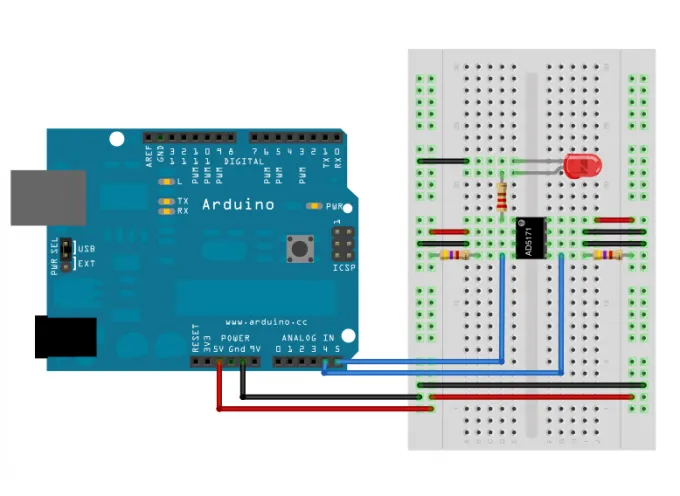 AREF
GND
13
12
11
10
9
8
7
6
5
4
3
2
1
0
PWM
PWM
PWM
PWM
PWM
PWM
TX
RX
DIGITAL
L
TX
RX
Arduino
PWR
1
ICSP
PWR SEL
USB
EXT
www.arduino.cc
POWER
ANALOG IN
RESET
3V3
5V
Gnd
9V
0
1
2
3
4
5
AD5171